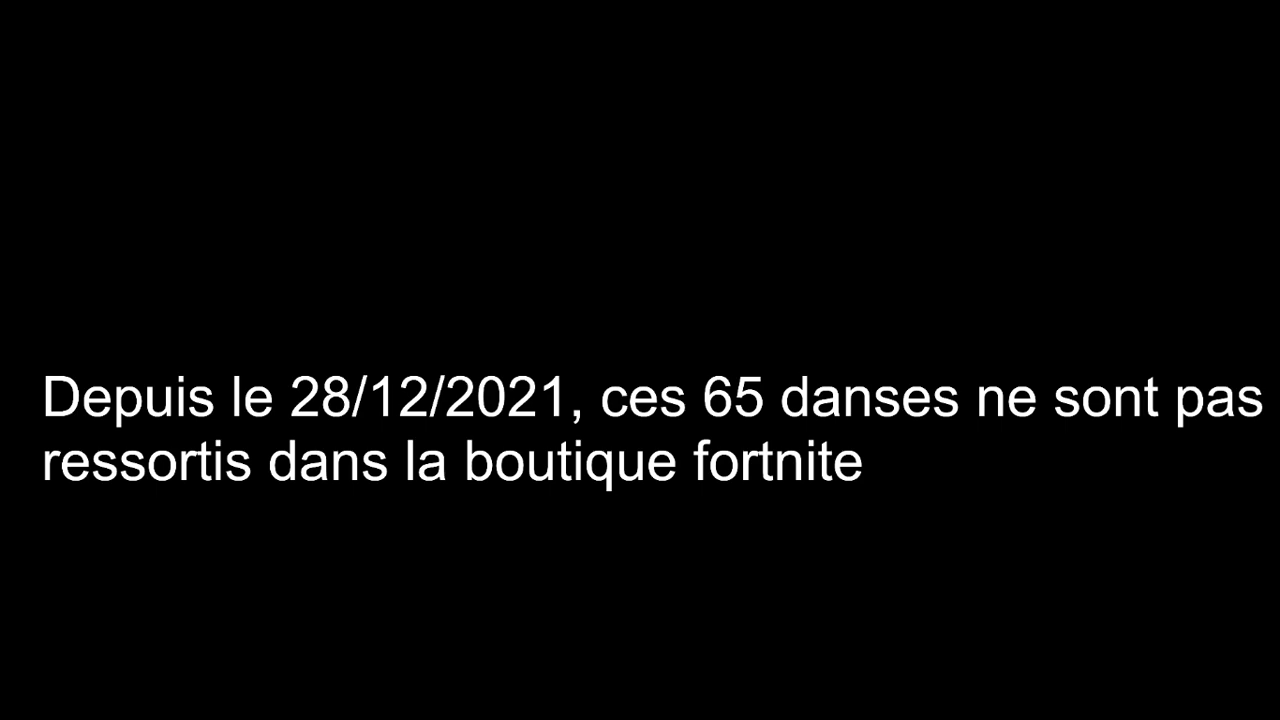 Depuis le 28/12/2021, ces 65 danses ne sont pas
ressortis dans la boutique fortnite